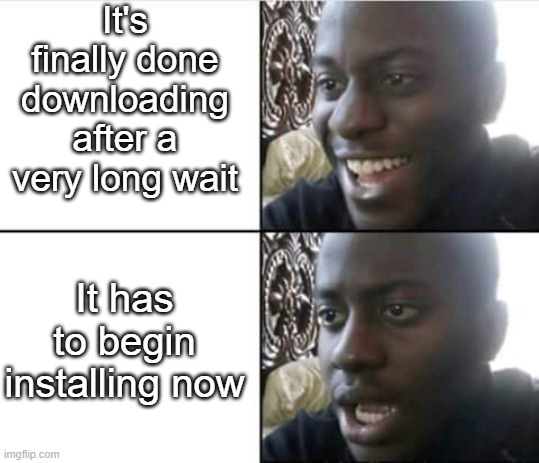 It's
finally done
downloading
after a
very long wait
It has
to begin
installing now
imgflip.com